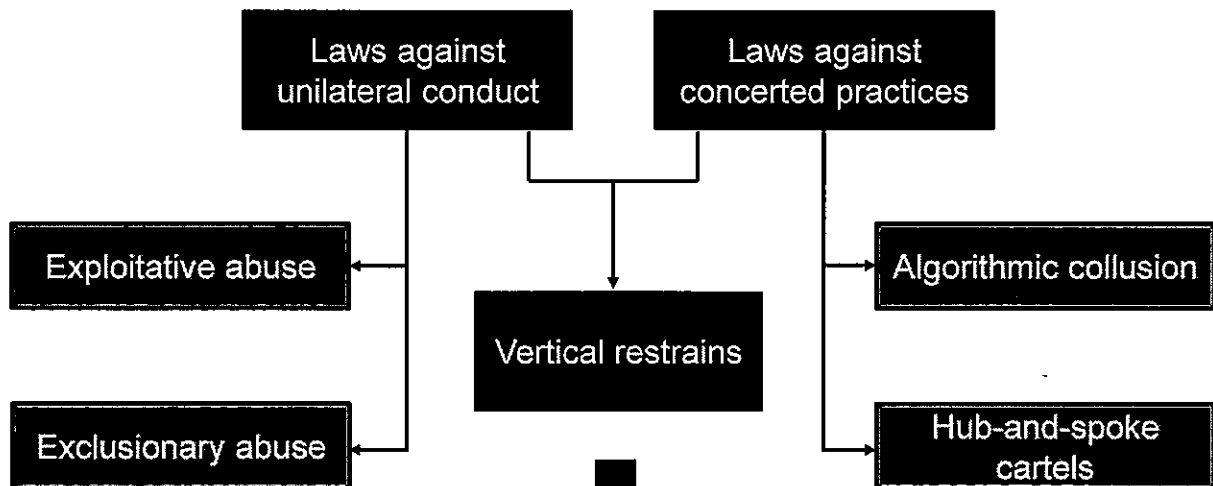 Laws against
unilateral conduct
Laws against
concerted practices
Exploitative abuse
Algorithmic collusion
Vertical restrains
Exclusionary abuse
Hub-and-spoke
cartels